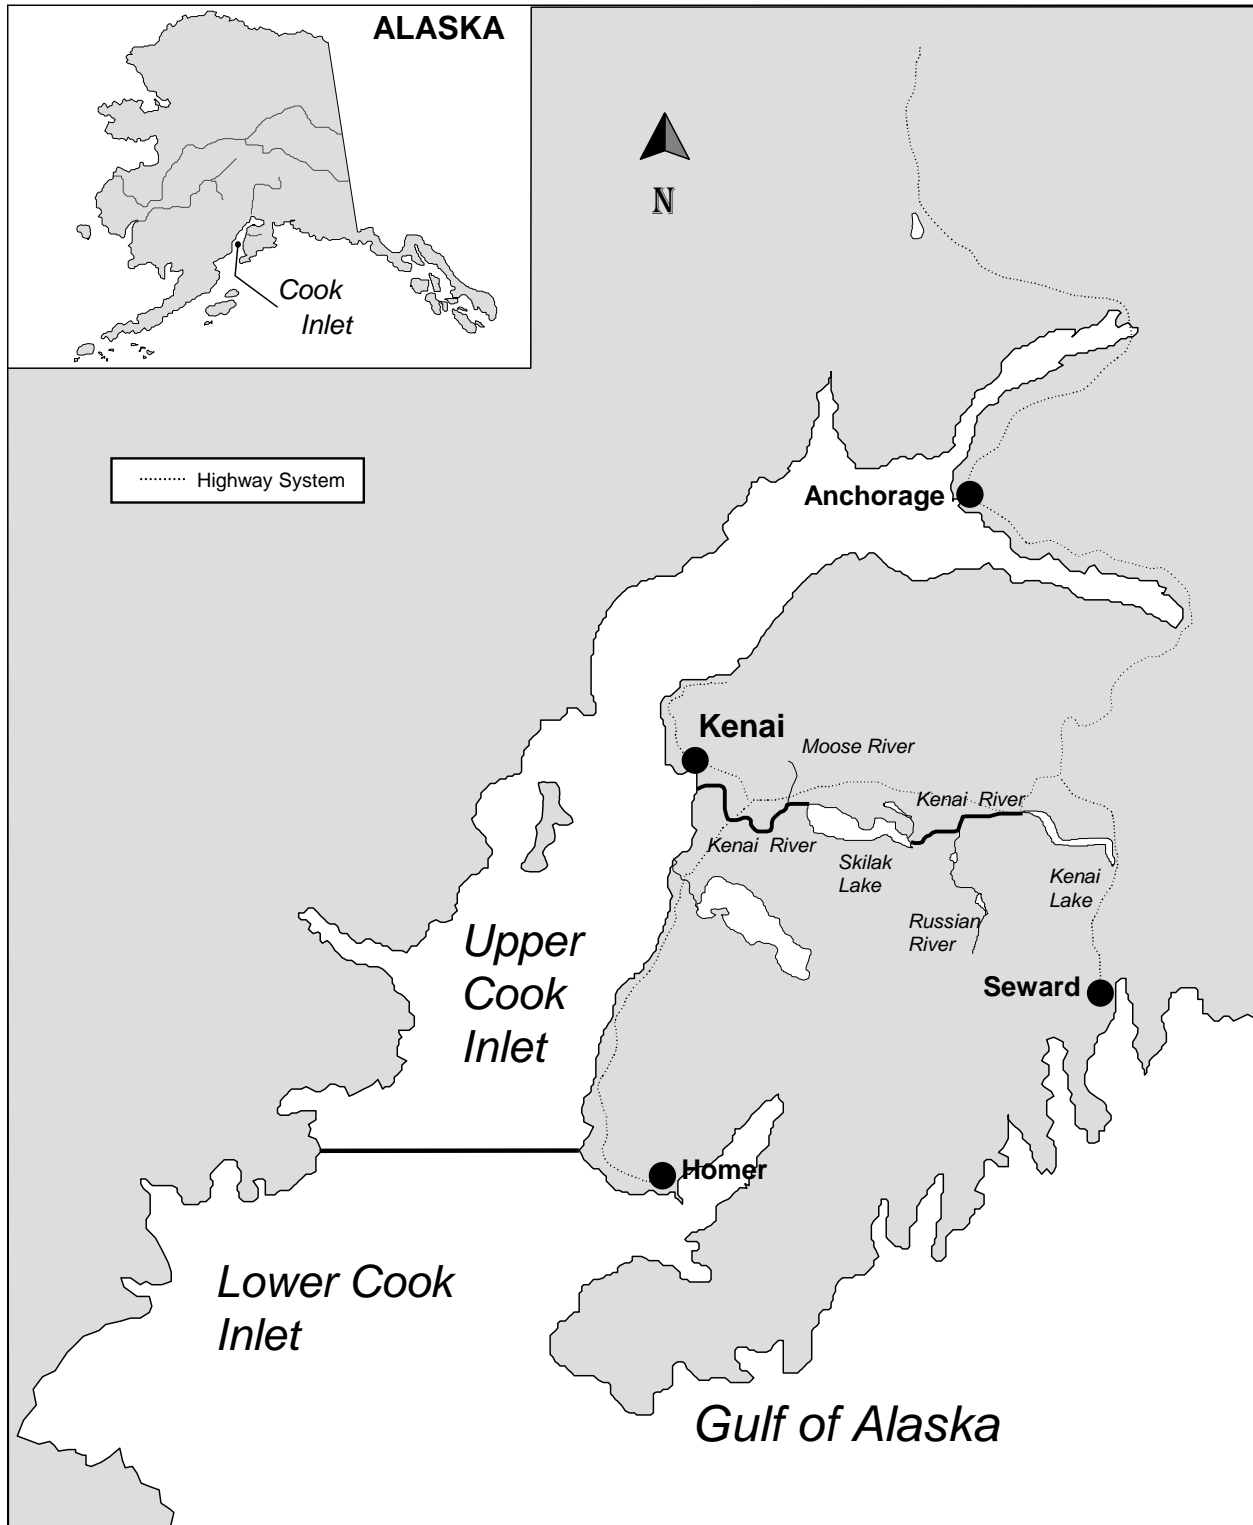 ALASKA
Cook
Inlet
N
Highway System
Anchorage
Kenai
Moose River
Kenai River
Kenai River
Skilak
Lake
Kenai
Lake
Russian
River
Upper
Cook
Inlet
Seward
Homer
Lower Cook
Inlet
Gulf of Alaska